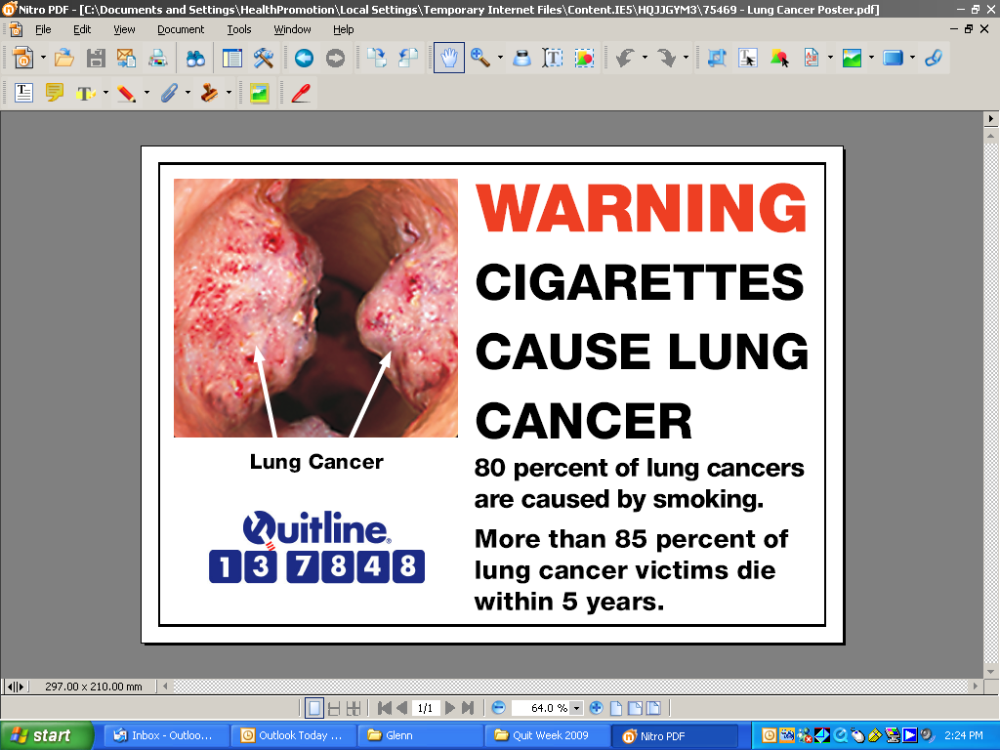 Nitro PDF - [C:\Documents and Settings\HealthPromotion\Local Settings\Temporary Internet Files\Content.IE5\HQJJGYM3\75469 - Lung Cancer Poster.pdf]
File Edit View Document Tools Window Help
WARNING
CIGARETTES
CAUSE LUNG
CANCER
Lung Cancer
80 percent of lung cancers
are caused by smoking.
Quitline®
13 7848
More than 85 percent of
lung cancer victims die
within 5 years.
297.00 x 210.00 mm
1/1
64.0 %
start Inbox - Outloo... Outlook Today ... Glenn Quit Week 2009 Nitro PDF 2:24 PM